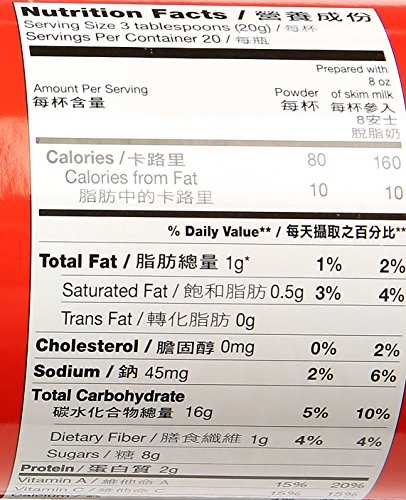 Nutrition Facts / 營養成份
Serving Size 3 tablespoons (20g) / 每杯
Servings Per Container 20 / 每瓶
Prepared with
8 oz
Amount Per Serving Powder of skim milk
每杯含量 每杯 每杯參入
8安士
脫脂奶
Calories / 卡路里 80 160
Calories from Fat
脂肪中的卡路里 10 10
% Daily Value** / 每天攝取之百分比**
Total Fat / 脂肪總量 1g* 1% 2%
Saturated Fat / 飽和脂肪 0.5g 3% 4%
Trans Fat / 轉化脂肪 0g
Cholesterol / 膽固醇 0mg 0% 2%
Sodium / 鈉 45mg 2% 6%
Total Carbohydrate
碳水化合物總量 16g 5% 10%
Dietary Fiber / 膳食纖維 1g 4% 4%
Sugars / 糖 8g
Protein / 蛋白質 2g
Vitamin A / 維他命 A 15% 20%
Vitamin C / 維他命 C